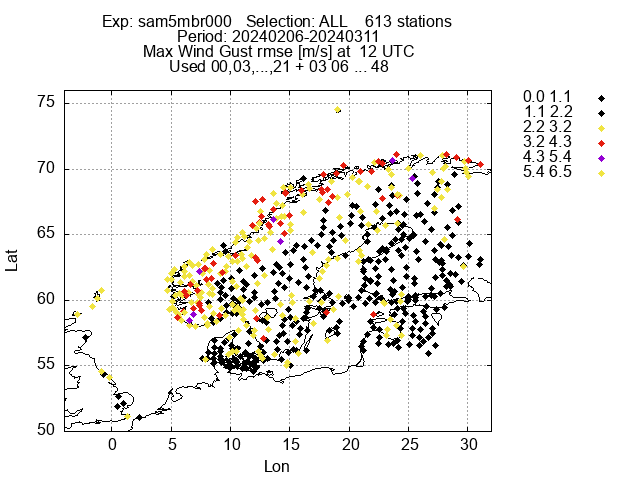 Exp: sam5mbr000   Selection: ALL    613 stations
Period: 20240206-20240311
Max Wind Gust rmse [m/s] at  12 UTC
Used 00,03,...,21 + 03 06 ... 48
75
70
65
60
55
50
Lat
0 5 10 15 20 25 30
Lon
0.0 1.1
1.1 2.2
2.2 3.2
3.2 4.3
4.3 5.4
5.4 6.5